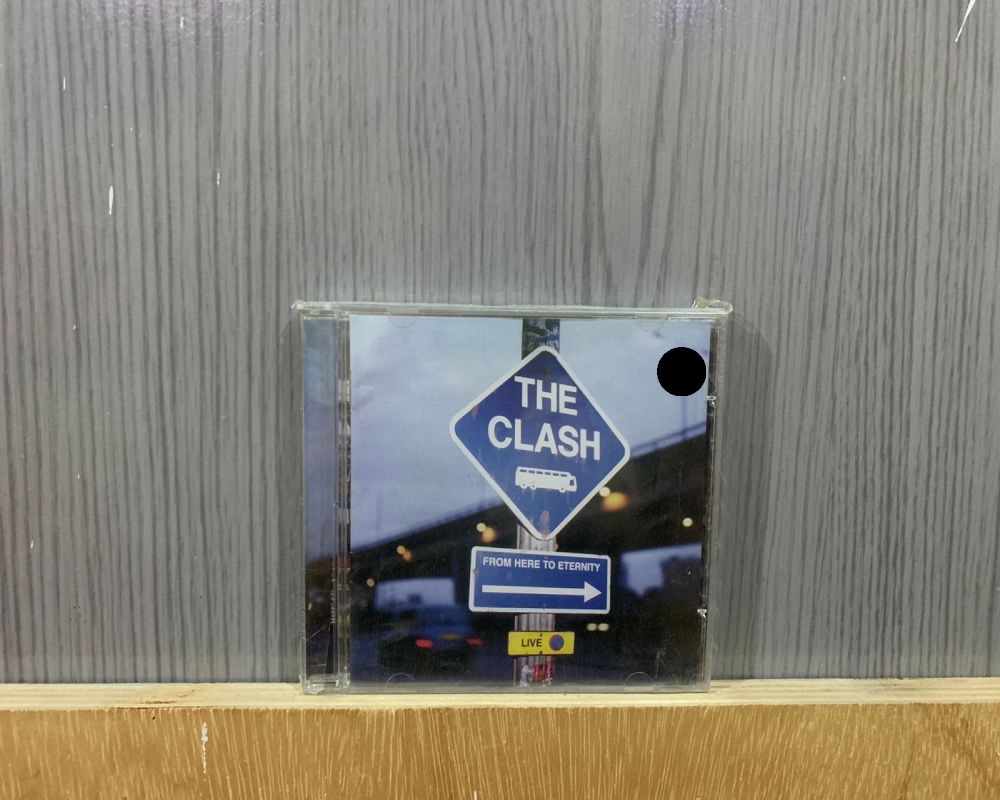 THE
CLASH
FROM HERE TO ETERNITY
LIVE